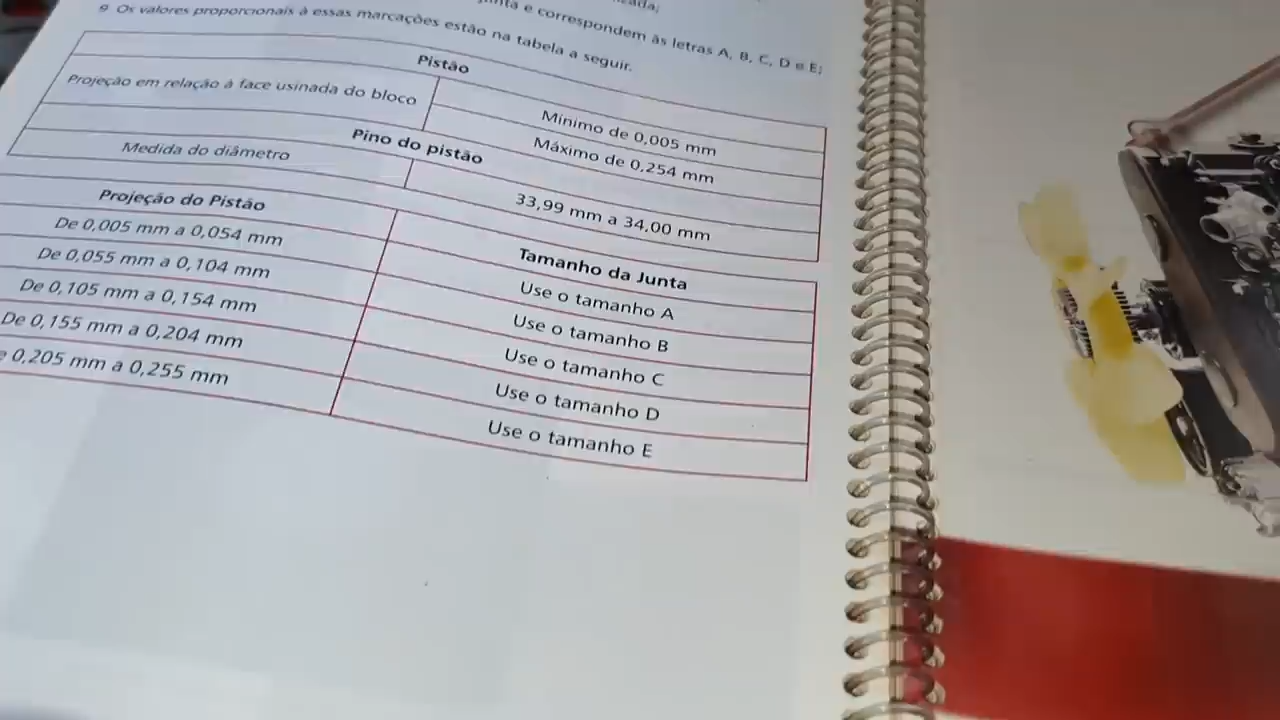 izada;
junta e correspondem às letras A, B, C, D e E;
9 Os valores proporcionais à essas marcações estão na tabela a seguir.
Pistão
Projeção em relação à face usinada do bloco
Mínimo de 0,005 mm
Máximo de 0,254 mm
Pino do pistão
Medida do diâmetro
33,99 mm a 34,00 mm
Projeção do Pistão
Tamanho da Junta
De 0,005 mm a 0,054 mm
Use o tamanho A
De 0,055 mm a 0,104 mm
Use o tamanho B
De 0,105 mm a 0,154 mm
Use o tamanho C
De 0,155 mm a 0,204 mm
Use o tamanho D
e 0,205 mm a 0,255 mm
Use o tamanho E